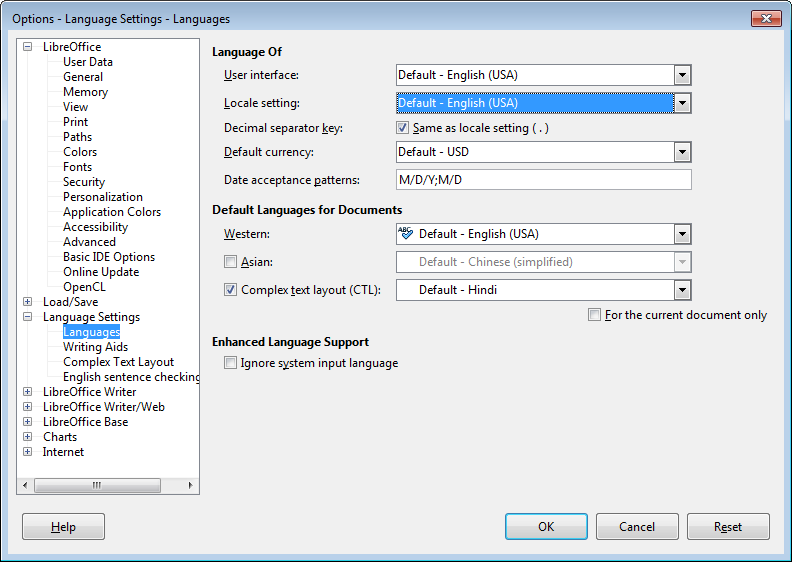 Options - Language Settings - Languages
LibreOffice
User Data
General
Memory
View
Print
Paths
Colors
Fonts
Security
Personalization
Application Colors
Accessibility
Advanced
Basic IDE Options
Online Update
OpenCL
Load/Save
Language Settings
Languages
Writing Aids
Complex Text Layout
English sentence checking
LibreOffice Writer
LibreOffice Writer/Web
LibreOffice Base
Charts
Internet
Language Of
User interface: Default - English (USA)
Locale setting: Default - English (USA)
Decimal separator key: Same as locale setting ( . )
Default currency: Default - USD
Date acceptance patterns: M/D/Y;M/D
Default Languages for Documents
Western: ABC Default - English (USA)
Asian: Default - Chinese (simplified)
Complex text layout (CTL): Default - Hindi
For the current document only
Enhanced Language Support
Ignore system input language
Help OK Cancel Reset